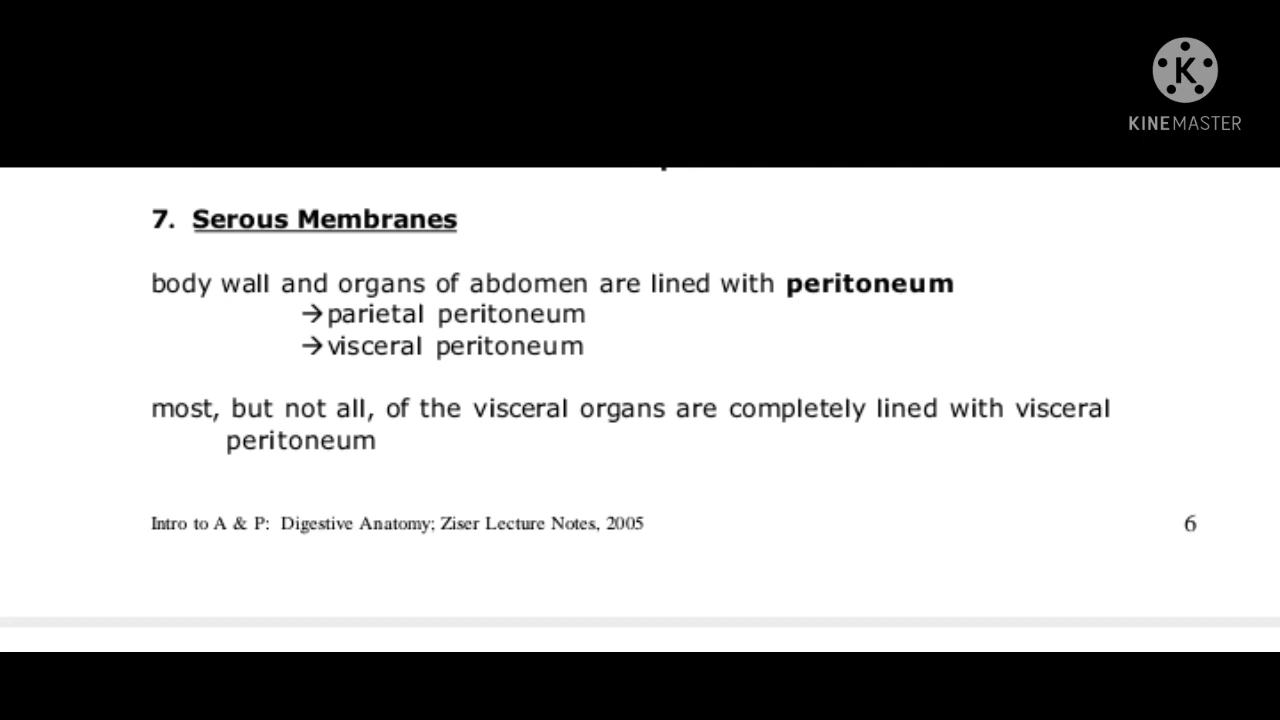 KINEMASTER
7. Serous Membranes
body wall and organs of abdomen are lined with peritoneum
→parietal peritoneum
→visceral peritoneum
most, but not all, of the visceral organs are completely lined with visceral
peritoneum
Intro to A & P: Digestive Anatomy; Ziser Lecture Notes, 2005 6